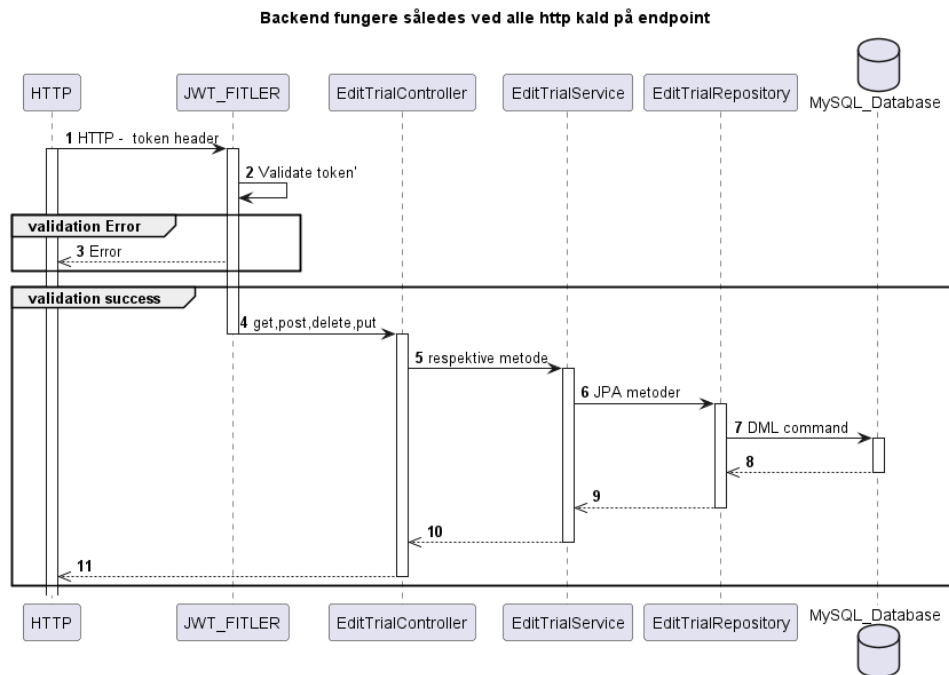 Backend fungere således ved alle http kald på endpoint
MySQL_Database
HTTP
JWT_FITLER
EditTrialController
EditTrialService
EditTrialRepository
1 HTTP - token header
2 Validate token'
validation Error
3 Error
validation success
4 get,post,delete,put
5 respektive metode
6 JPA metoder
7 DML command
8
9
10
11
HTTP
JWT_FITLER
EditTrialController
EditTrialService
EditTrialRepository
MySQL_Database